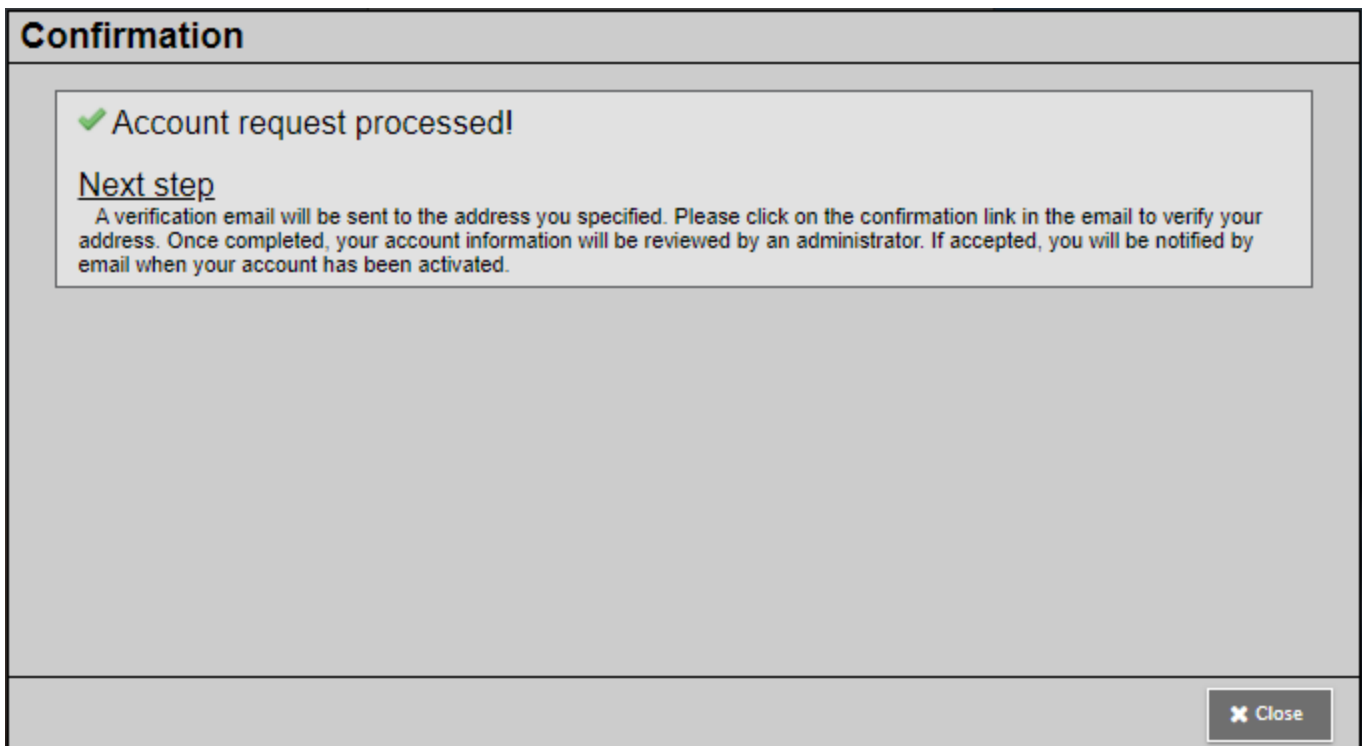 Confirmation
Account request processed!
Next step
A verification email will be sent to the address you specified. Please click on the confirmation link in the email to verify your
address. Once completed, your account information will be reviewed by an administrator. If accepted, you will be notified by
email when your account has been activated.
Close